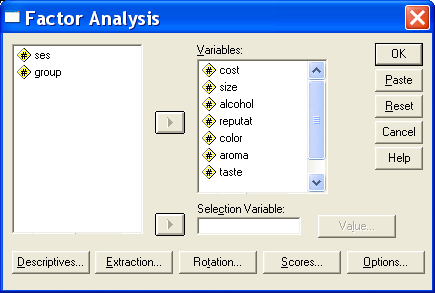 Factor Analysis
ses
group
Variables:
cost
size
alcohol
reputat
color
aroma
taste
Selection Variable:
Value...
OK
Paste
Reset
Cancel
Help
Descriptives...
Extraction...
Rotation...
Scores...
Options...